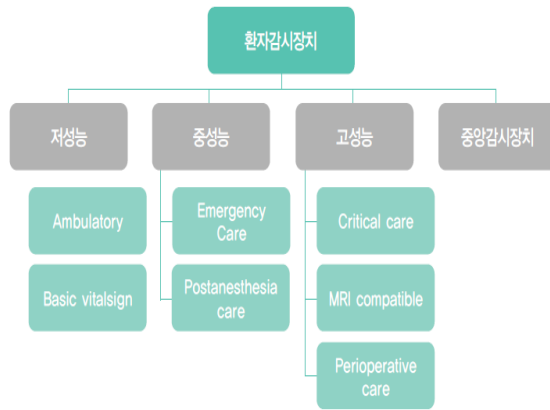 환자감시장치
저성능
중성능
고성능
중앙감시장치
Ambulatory
Emergency
Care
Critical care
Basic vitalsign
Postanesthesia
care
MRI compatible
Perioperative
care